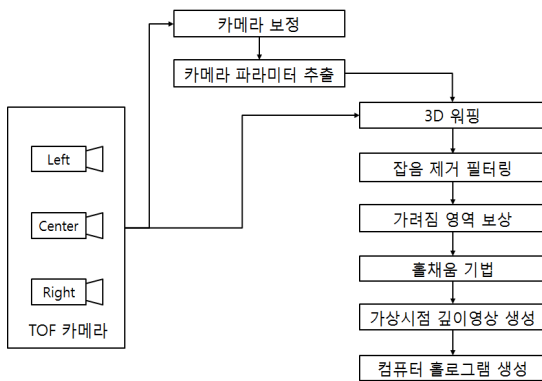 카메라 보정
카메라 파라미터 추출
Left
Center
Right
TOF 카메라
3D 워핑
잡음 제거 필터링
가려짐 영역 보상
홀채움 기법
가상시점 깊이영상 생성
컴퓨터 홀로그램 생성